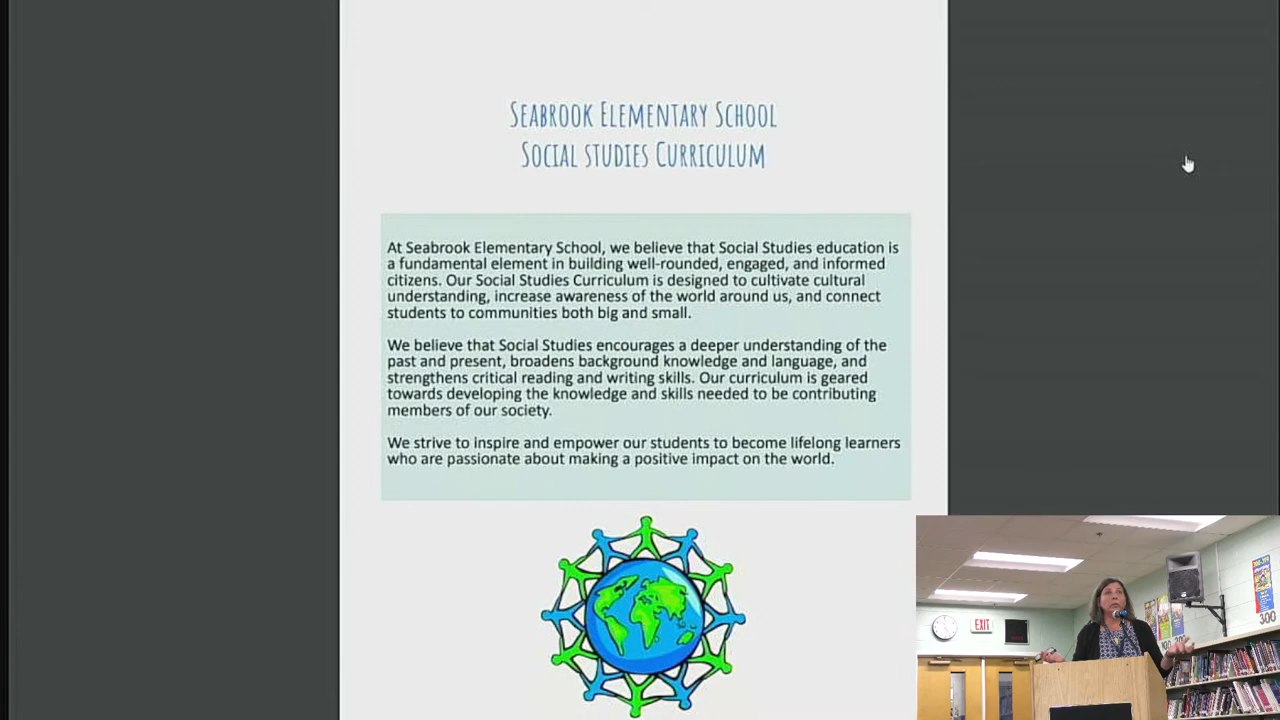 SEABROOK ELEMENTARY SCHOOL
SOCIAL STUDIES CURRICULUM
At Seabrook Elementary School, we believe that Social Studies education is
a fundamental element in building well-rounded, engaged, and informed
citizens. Our Social Studies Curriculum is designed to cultivate cultural
understanding, increase awareness of the world around us, and connect
students to communities both big and small.
We believe that Social Studies encourages a deeper understanding of the
past and present, broadens background knowledge and language, and
strengthens critical reading and writing skills. Our curriculum is geared
towards developing the knowledge and skills needed to be contributing
members of our society.
We strive to inspire and empower our students to become lifelong learners
who are passionate about making a positive impact on the world.
EXIT
300